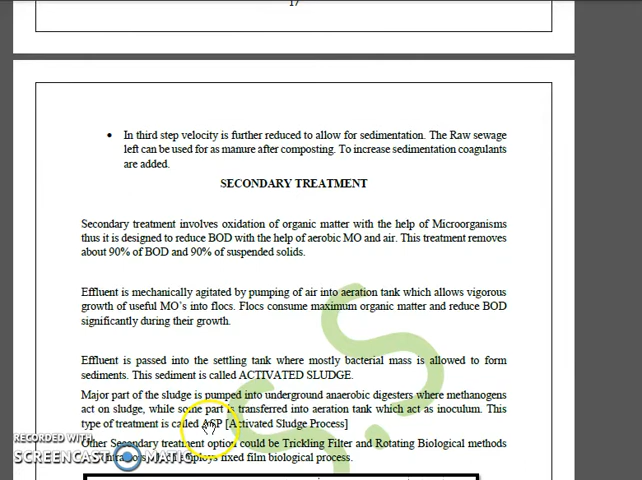 17
• In third step velocity is further reduced to allow for sedimentation. The Raw sewage
left can be used for as manure after composting. To increase sedimentation coagulants
are added.
SECONDARY TREATMENT
Secondary treatment involves oxidation of organic matter with the help of Microorganisms
thus it is designed to reduce BOD with the help of aerobic MO and air. This treatment removes
about 90% of BOD and 90% of suspended solids.
Effluent is mechanically agitated by pumping of air into aeration tank which allows vigorous
growth of useful MO's into flocs. Flocs consume maximum organic matter and reduce BOD
significantly during their growth.
Effluent is passed into the settling tank where mostly bacterial mass is allowed to form
sediments. This sediment is called ACTIVATED SLUDGE.
Major part of the sludge is pumped into underground anaerobic digesters where methanogens
act on sludge, while some part is transferred into aeration tank which act as inoculum. This
type of treatment is called ASP [Activated Sludge Process]
Other Secondary treatment option could be Trickling Filter and Rotating Biological methods
employs fixed film biological process.
RECORDED WITH
SCREENCAST MATIC